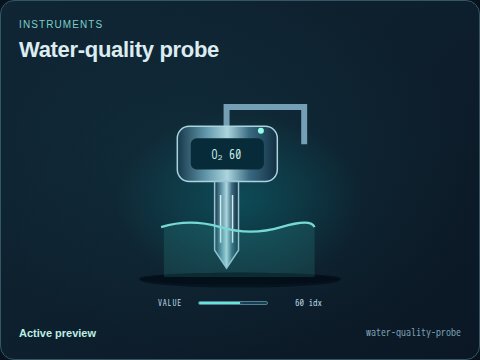 INSTRUMENTS
Water-quality probe
O₂ 60
VALUE 60 idx
Active preview
water-quality-probe